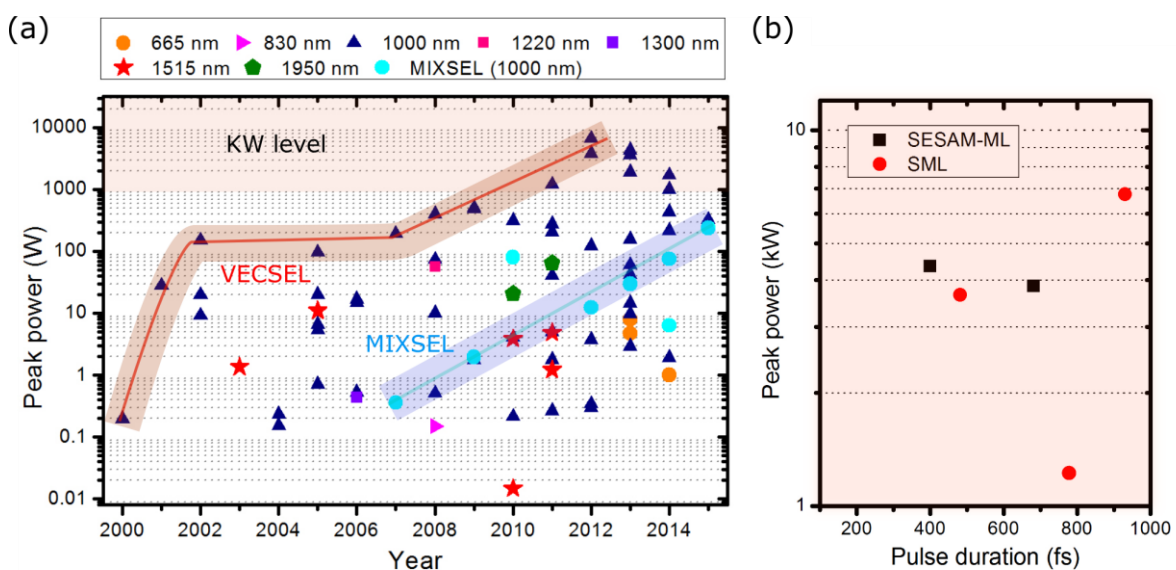 (a)
665 nm 830 nm 1000 nm 1220 nm 1300 nm
1515 nm 1950 nm MIXSEL (1000 nm)
Peak power (W)
10000
1000
100
10
1
0.1
0.01
KW level
VECSEL
MIXSEL
2000 2002 2004 2006 2008 2010 2012 2014
Year
(b)
Peak power (kW)
10
1
SESAM-ML
SML
200 400 600 800 1000
Pulse duration (fs)